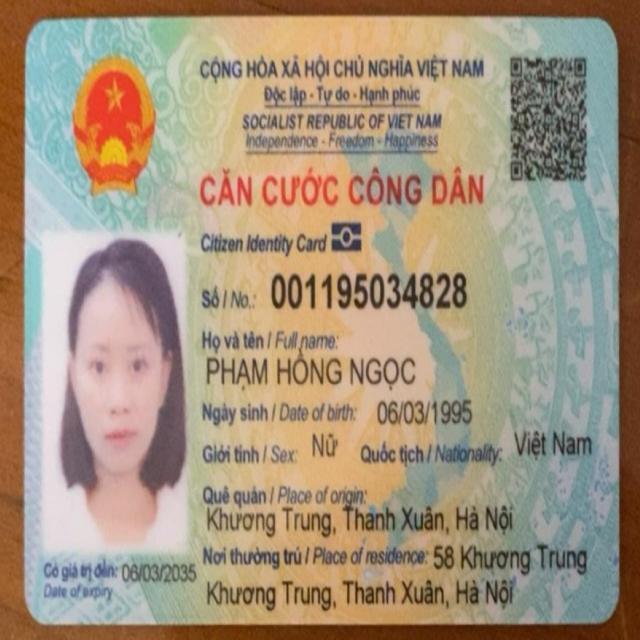 CỘNG HÒA XÃ HỘI CHỦ NGHĨA VIỆT NAM
Độc lập - Tự do - Hạnh phúc
SOCIALIST REPUBLIC OF VIET NAM
Independence - Freedom - Happiness
CĂN CƯỚC CÔNG DÂN
Citizen Identity Card
Số / No.: 001195034828
Họ và tên / Full name:
PHẠM HỒNG NGỌC
Ngày sinh / Date of birth: 06/03/1995
Giới tính / Sex: Nữ Quốc tịch / Nationality: Việt Nam
Quê quán / Place of origin:
Khương Trung, Thanh Xuân, Hà Nội
Nơi thường trú / Place of residence: 58 Khương Trung
Khương Trung, Thanh Xuân, Hà Nội
Có giá trị đến: 06/03/2035
Date of expiry